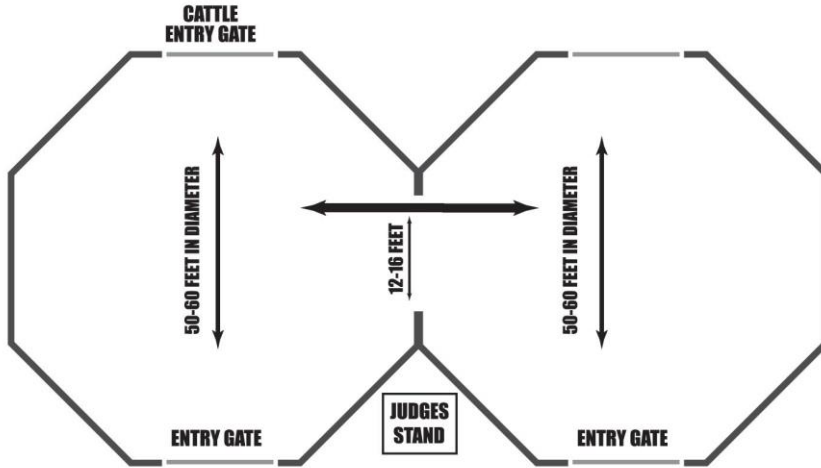 CATTLE
ENTRY GATE
50-60 FEET IN DIAMETER
12-16 FEET
50-60 FEET IN DIAMETER
ENTRY GATE
JUDGES
STAND
ENTRY GATE